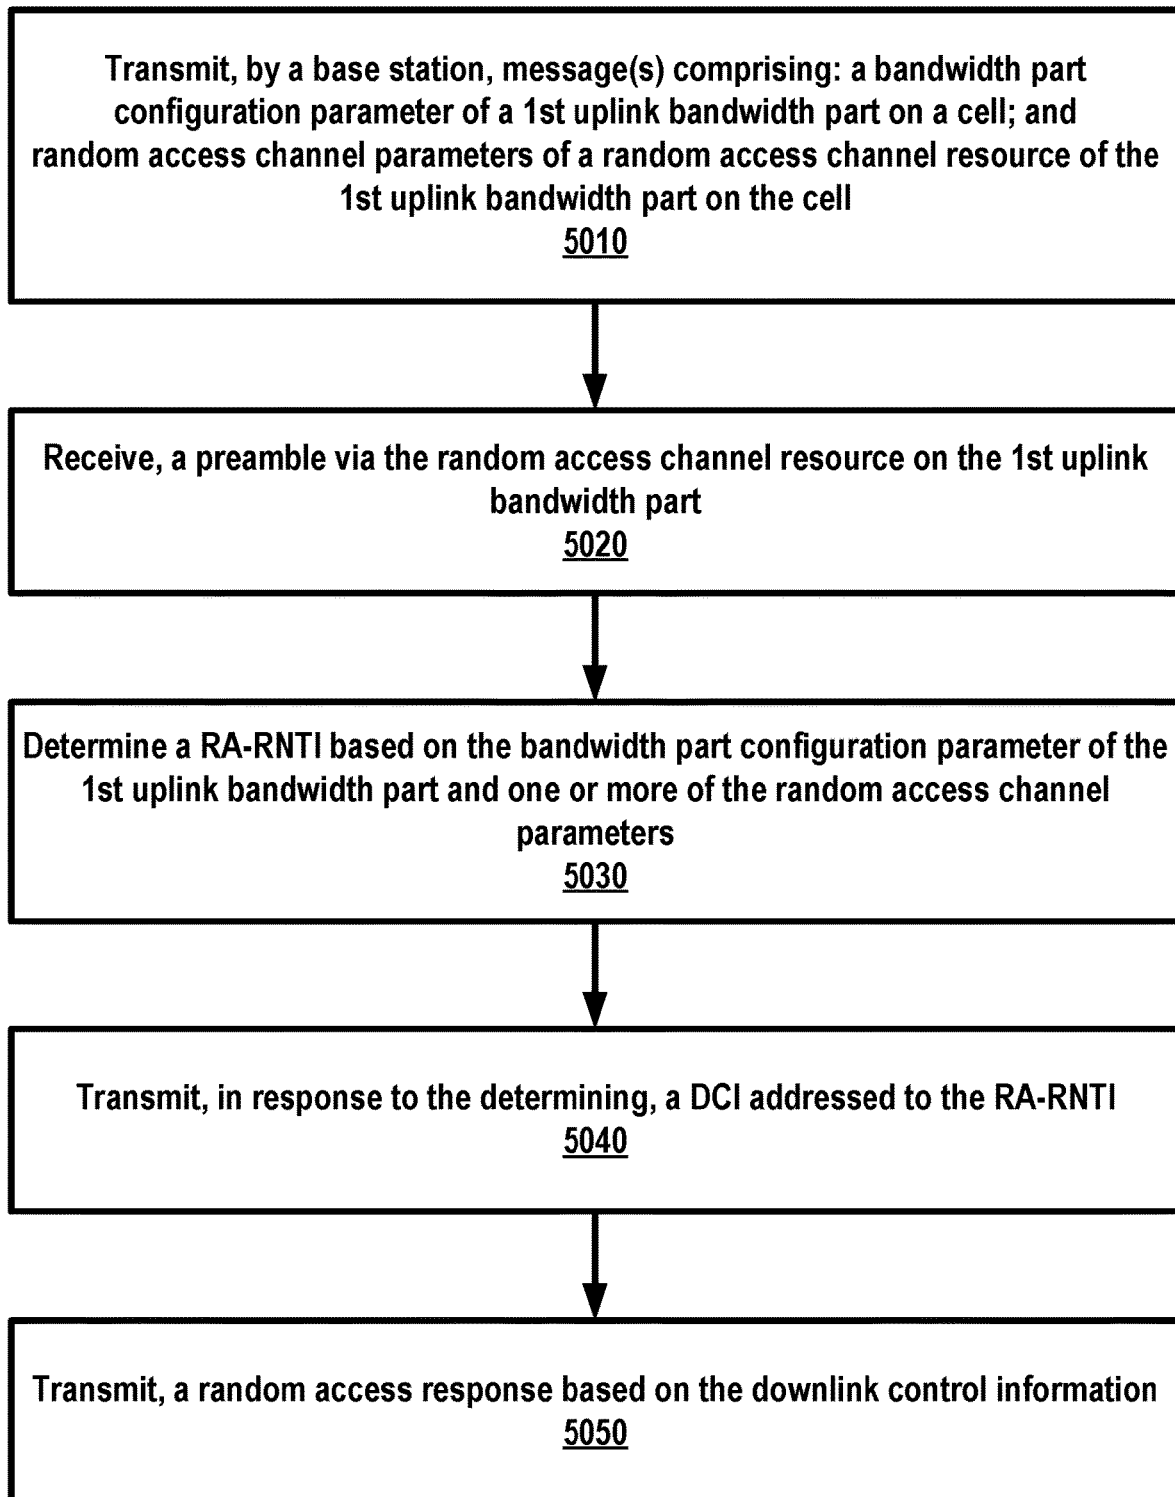 Transmit, by a base station, message(s) comprising: a bandwidth part
configuration parameter of a 1st uplink bandwidth part on a cell; and
random access channel parameters of a random access channel resource of the
1st uplink bandwidth part on the cell
5010
Receive, a preamble via the random access channel resource on the 1st uplink
bandwidth part
5020
Determine a RA-RNTI based on the bandwidth part configuration parameter of the
1st uplink bandwidth part and one or more of the random access channel
parameters
5030
Transmit, in response to the determining, a DCI addressed to the RA-RNTI
5040
Transmit, a random access response based on the downlink control information
5050